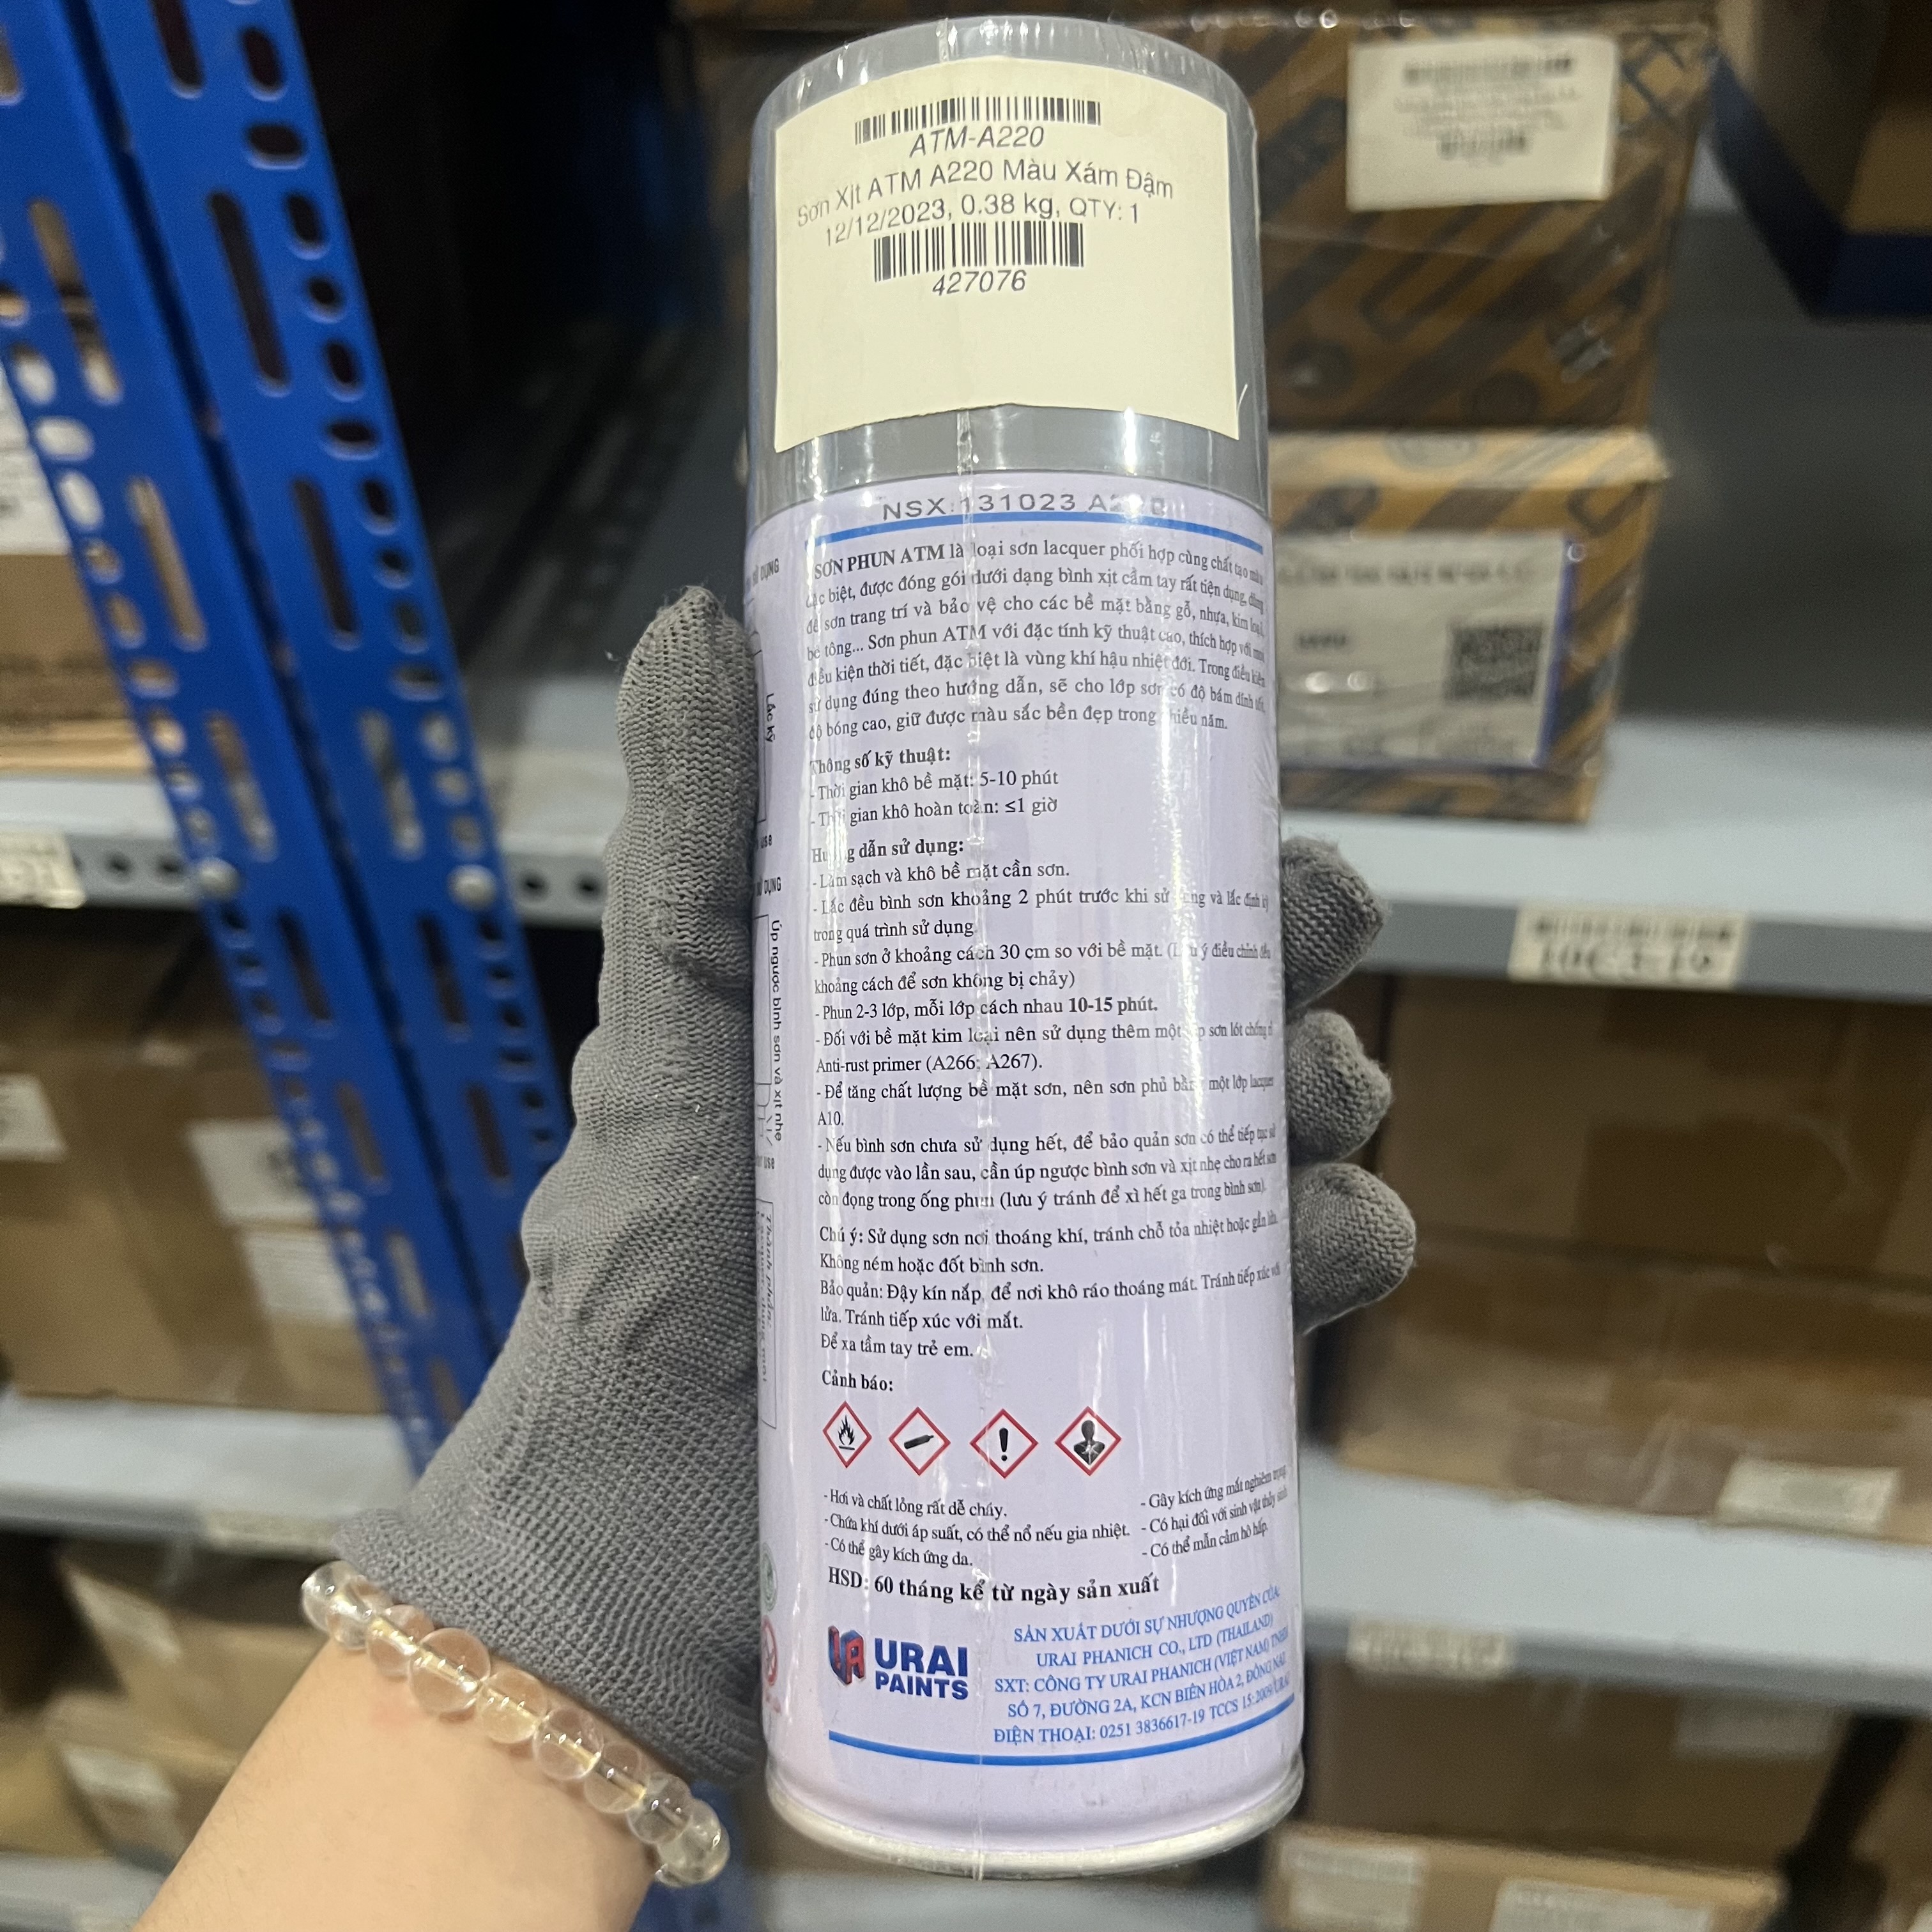 ATM-A220
Sơn Xịt ATM A220 Màu Xám Đậm
12/12/2023, 0.38 kg, QTY: 1
427076
NSX:131023
SƠN PHUN ATM là loại sơn lacquer phối hợp cùng chất tạo màu
đặc biệt, được đóng gói dưới dạng bình xịt cầm tay rất tiện dụng, dùng
để sơn trang trí và bảo vệ cho các bề mặt bằng gỗ, nhựa, kim loại,
bê tông... Sơn phun ATM với đặc tính kỹ thuật cao, thích hợp với mọi
điều kiện thời tiết, đặc biệt là vùng khí hậu nhiệt đới. Trong điều kiện
sử dụng đúng theo hướng dẫn, sẽ cho lớp sơn có độ bám dính tốt,
độ bóng cao, giữ được màu sắc bền đẹp trong nhiều năm.
Thông số kỹ thuật:
- Thời gian khô bề mặt: 5-10 phút
- Thời gian khô hoàn toàn: ≤1 giờ
Hướng dẫn sử dụng:
- Làm sạch và khô bề mặt cần sơn.
- Lắc đều bình sơn khoảng 2 phút trước khi sử dụng và lắc định kỳ
trong quá trình sử dụng
- Phun sơn ở khoảng cách 30 cm so với bề mặt. (Lưu ý điều chỉnh đều
khoảng cách để sơn không bị chảy)
- Phun 2-3 lớp, mỗi lớp cách nhau 10-15 phút.
- Đối với bề mặt kim loại nên sử dụng thêm một lớp sơn lót chống rỉ
Anti-rust primer (A266; A267).
- Để tăng chất lượng bề mặt sơn, nên sơn phủ bằng một lớp lacquer
A10.
- Nếu bình sơn chưa sử dụng hết, để bảo quản sơn có thể tiếp tục sử
dụng được vào lần sau, cần úp ngược bình sơn và xịt nhẹ cho ra hết sơn
còn đọng trong ống phun (lưu ý tránh để xì hết ga trong bình sơn).
Chú ý: Sử dụng sơn nơi thoáng khí, tránh chỗ tỏa nhiệt hoặc gần lửa.
Không ném hoặc đốt bình sơn.
Bảo quản: Đậy kín nắp, để nơi khô ráo thoáng mát. Tránh tiếp xúc với
lửa. Tránh tiếp xúc với mắt.
Để xa tầm tay trẻ em.
Cảnh báo:
- Hơi và chất lỏng rất dễ cháy.
- Chứa khí dưới áp suất, có thể nổ nếu gia nhiệt.
- Có thể gây kích ứng da.
- Gây kích ứng mắt nghiêm trọng
- Có hại đối với sinh vật thủy sinh
- Có thể mẫn cảm hô hấp.
HSD: 60 tháng kể từ ngày sản xuất
URAI
PAINTS
SẢN XUẤT DƯỚI SỰ NHƯỢNG QUYỀN CỦA:
URAI PHANICH CO., LTD (THAILAND)
SXT: CÔNG TY URAI PHANICH (VIỆT NAM) TNHH
SỐ 7, ĐƯỜNG 2A, KCN BIÊN HÒA 2, ĐỒNG NAI
ĐIỆN THOẠI: 0251 3836617-19 TCCS 15:2009/URAI
Lắc kỹ
Úp ngược bình sơn và xịt nhẹ